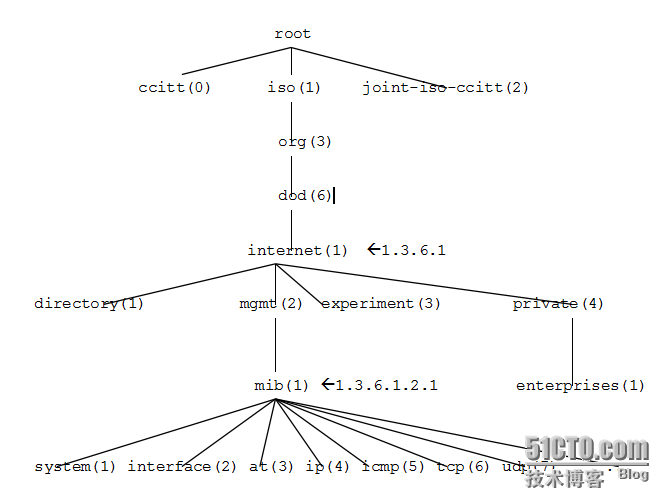 root
ccitt(0) iso(1) joint-iso-ccitt(2)
org(3)
dod(6)
internet(1) ←1.3.6.1
directory(1) mgmt(2) experiment(3) private(4)
mib(1) ←1.3.6.1.2.1
enterprises(1)
system(1) interface(2) at(3) ip(4) icmp(5) tcp(6) udp(7)
51CTO.com
技术博客 Blog